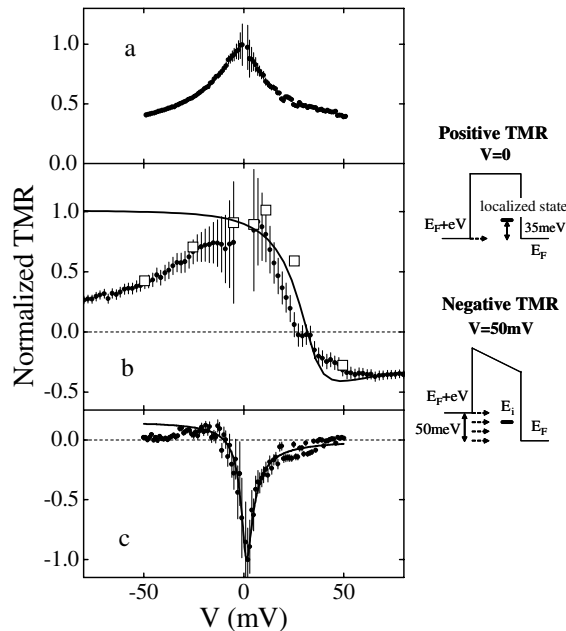 a
1.0
0.5
1.0
Normalized TMR
b
1.0
0.5
0.0
-0.5
c
-0.0
-0.5
-1.0
-50 0 50
V (mV)
Positive TMR
V=0
localized state
E_F+eV
35meV
E_F
Negative TMR
V=50mV
E_F+eV
E_i
50meV
E_F